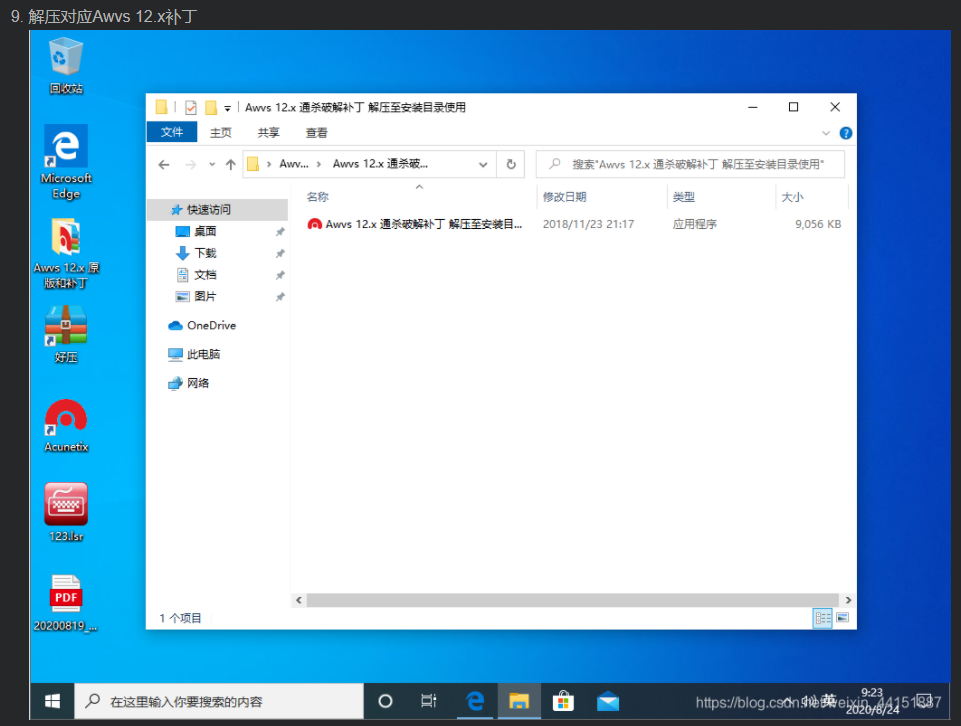 9. 解压对应Awvs 12.x补丁
回收站
Microsoft
Edge
Awvs 12.x 原
版和补丁
好压
Acunetix
123.lsr
PDF
20200819_...
Awvs 12.x 通杀破解补丁 解压至安装目录使用
文件 主页 共享 查看
Awv... › Awvs 12.x 通杀破...
搜索"Awvs 12.x 通杀破解补丁 解压至安装目录使用"
名称 修改日期 类型 大小
Awvs 12.x 通杀破解补丁 解压至安装目... 2018/11/23 21:17 应用程序 9,056 KB
快速访问
桌面
下载
文档
图片
OneDrive
此电脑
网络
1 个项目
在这里输入你要搜索的内容
英
9:23
2020/8/24
https://blog.csdn.net/weixin_44151887